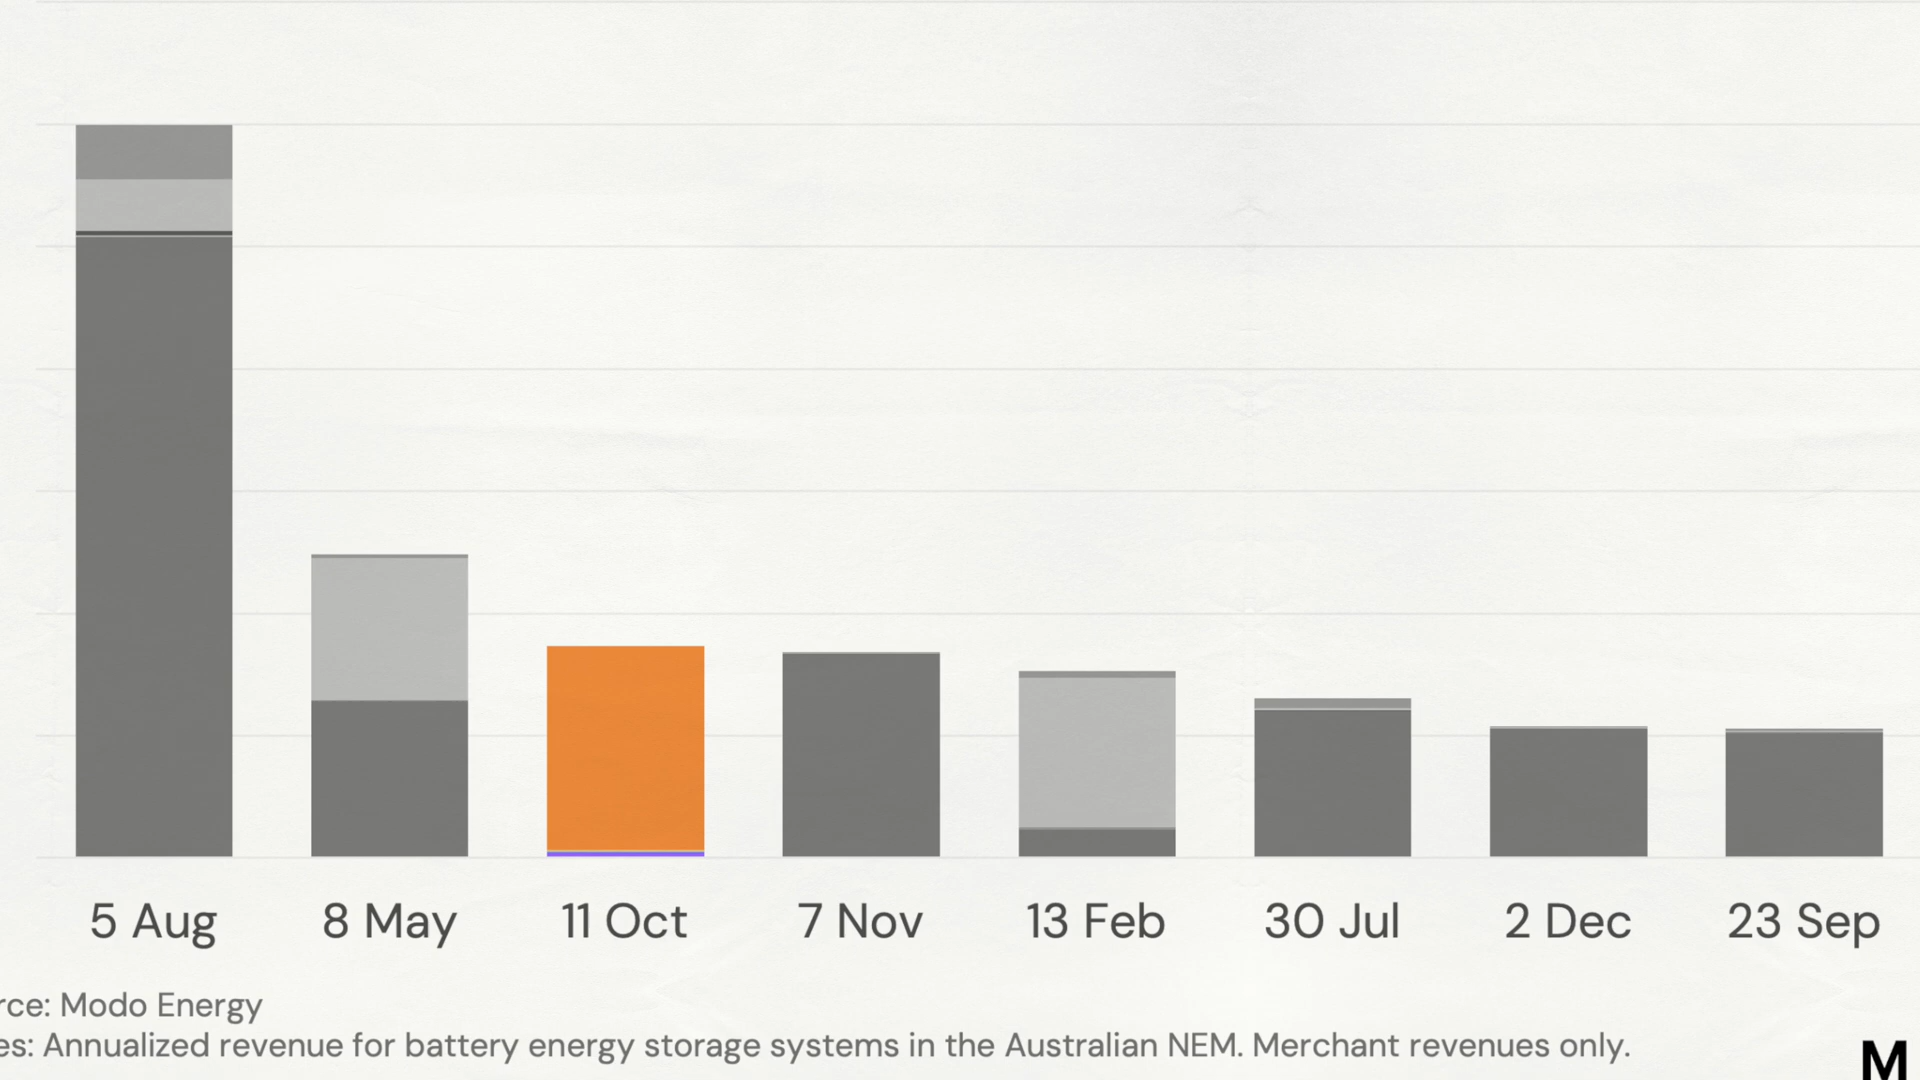 5 Aug 8 May 11 Oct 7 Nov 13 Feb 30 Jul 2 Dec 23 Sep
rce: Modo Energy
es: Annualized revenue for battery energy storage systems in the Australian NEM. Merchant revenues only.
M